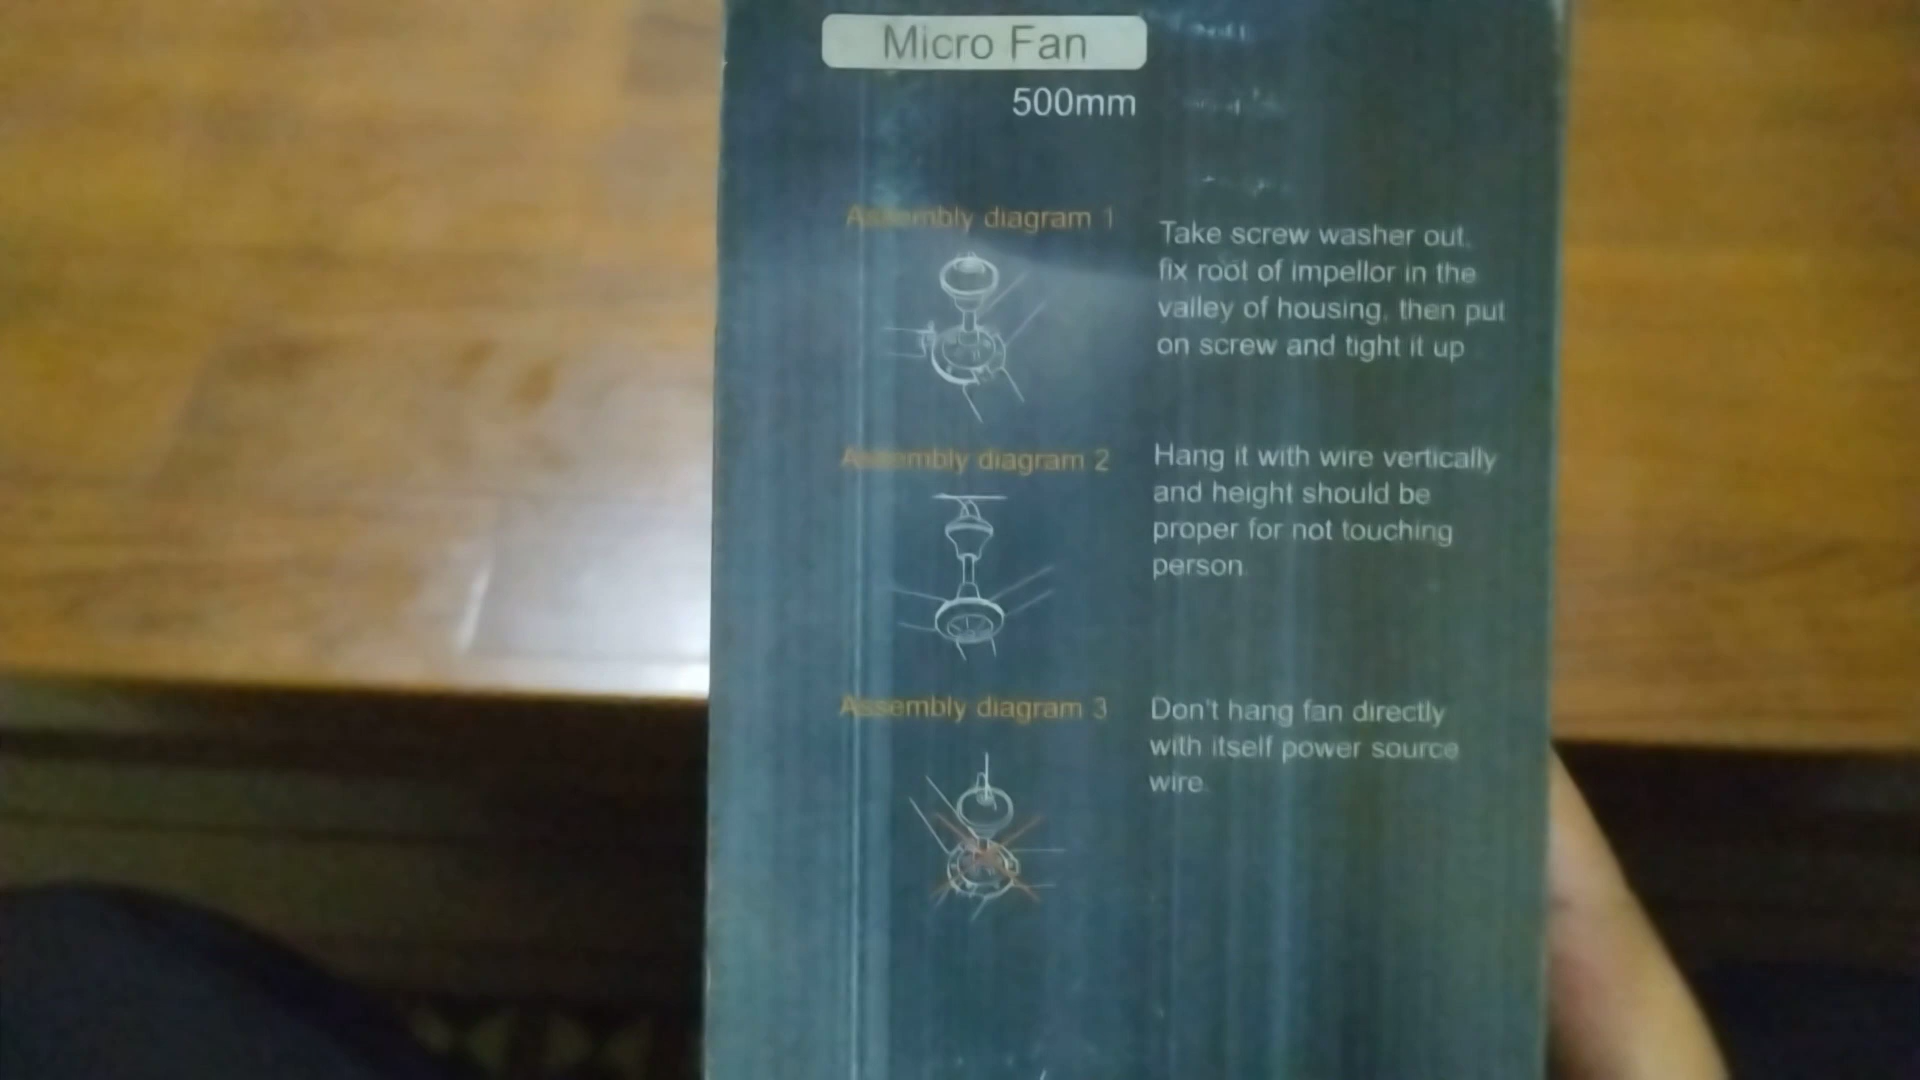 Micro Fan
500mm
Assembly diagram 1
Take screw washer out,
fix root of impellor in the
valley of housing, then put
on screw and tight it up
Assembly diagram 2
Hang it with wire vertically
and height should be
proper for not touching
person.
Assembly diagram 3
Don't hang fan directly
with itself power source
wire.